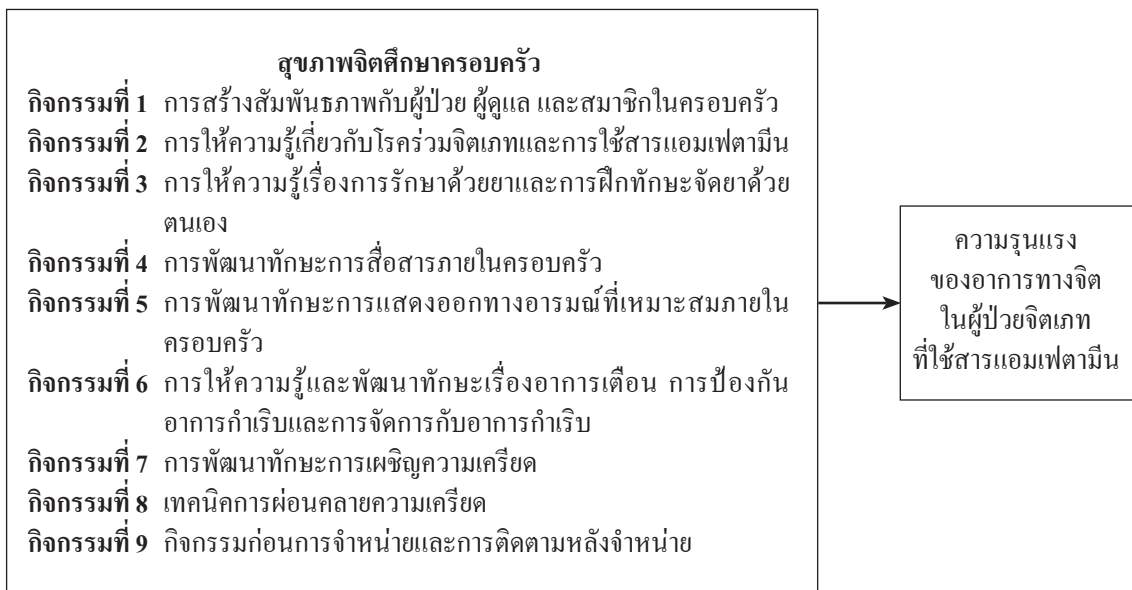 สุขภาพจิตศึกษาครอบครัว
กิจกรรมที่ 1 การสร้างสัมพันธภาพกับผู้ป่วย ผู้ดูแล และสมาชิกในครอบครัว
กิจกรรมที่ 2 การให้ความรู้เกี่ยวกับโรคร่วมจิตเภทและการใช้สารแอมเฟตามีน
กิจกรรมที่ 3 การให้ความรู้เรื่องการรักษาด้วยยาและการฝึกทักษะจัดยาด้วย
ตนเอง
กิจกรรมที่ 4 การพัฒนาทักษะการสื่อสารภายในครอบครัว
กิจกรรมที่ 5 การพัฒนาทักษะการแสดงออกทางอารมณ์ที่เหมาะสมภายใน
ครอบครัว
กิจกรรมที่ 6 การให้ความรู้และพัฒนาทักษะเรื่องอาการเตือน การป้องกัน
อาการกำเริบและการจัดการกับอาการกำเริบ
กิจกรรมที่ 7 การพัฒนาทักษะการเผชิญความเครียด
กิจกรรมที่ 8 เทคนิคการผ่อนคลายความเครียด
กิจกรรมที่ 9 กิจกรรมก่อนการจำหน่ายและการติดตามหลังจำหน่าย
ความรุนแรง
ของอาการทางจิต
ในผู้ป่วยจิตเภท
ที่ใช้สารแอมเฟตามีน